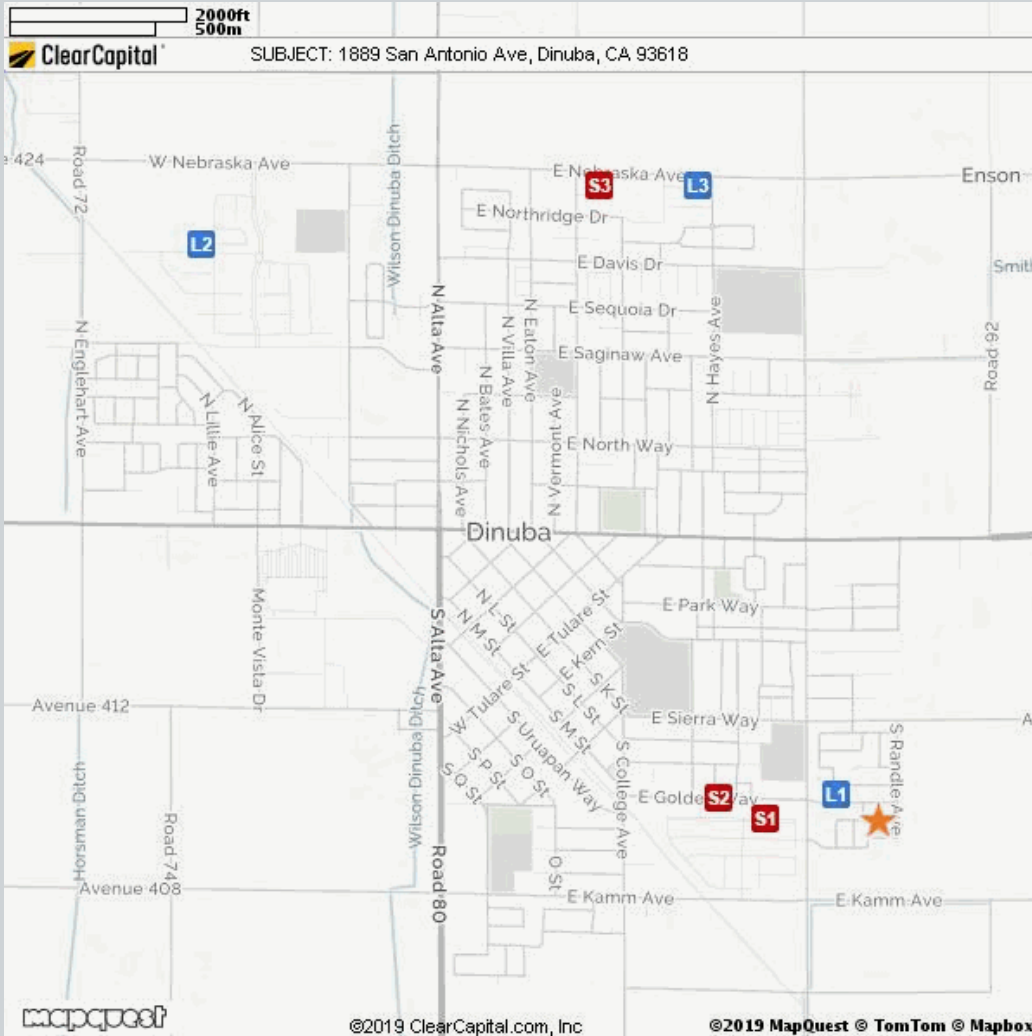 2000ft
500m
ClearCapital
SUBJECT: 1889 San Antonio Ave, Dinuba, CA 93618
e 424
W Nebraska Ave
E Nebraska Ave
Enson
Road 72
Wilson Dinuba Ditch
S3
L3
E Northridge Dr
L2
E Davis Dr
Smith
N Alta Ave
E Sequoia Dr
N Eaton Ave
N Villa Ave
N Hayes Ave
N Englehart Ave
E Saginaw Ave
Road 92
N Bates Ave
N Vermont Ave
N Nichols Ave
N Lillie Ave
N Alice St
E North Way
Dinuba
Monte Vista Dr
N L St
N M St
E Tulare St
E Park Way
S Alta Ave
E Kern St
S K St
S L St
W Tulare St
Avenue 412
S M St
E Sierra Way
A
Wilson Dinuba Ditch
S Uruapan Way
S P St
S O St
S Q St
S College Ave
S Randle Ave
Horsman Ditch
E Golden Way
S2
L1
S1
Road 74
Road 80
O St
Avenue 408
E Kamm Ave
E Kamm Ave
mapquest
©2019 ClearCapital.com, Inc
©2019 MapQuest © TomTom © Mapbox